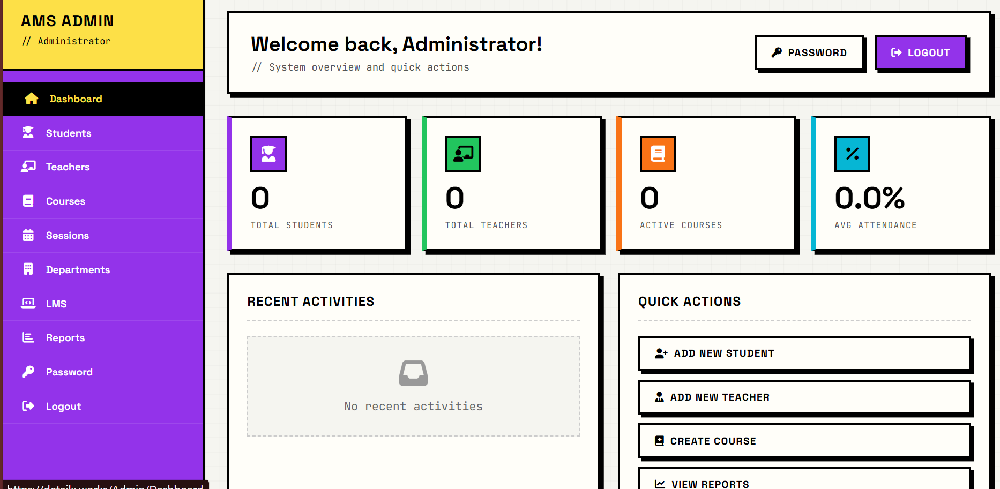 AMS ADMIN
// Administrator
Dashboard
Students
Teachers
Courses
Sessions
Departments
LMS
Reports
Password
Logout
Welcome back, Administrator!
// System overview and quick actions
PASSWORD
LOGOUT
0
TOTAL STUDENTS
0
TOTAL TEACHERS
0
ACTIVE COURSES
0.0%
AVG ATTENDANCE
RECENT ACTIVITIES
No recent activities
QUICK ACTIONS
ADD NEW STUDENT
ADD NEW TEACHER
CREATE COURSE
VIEW REPORTS